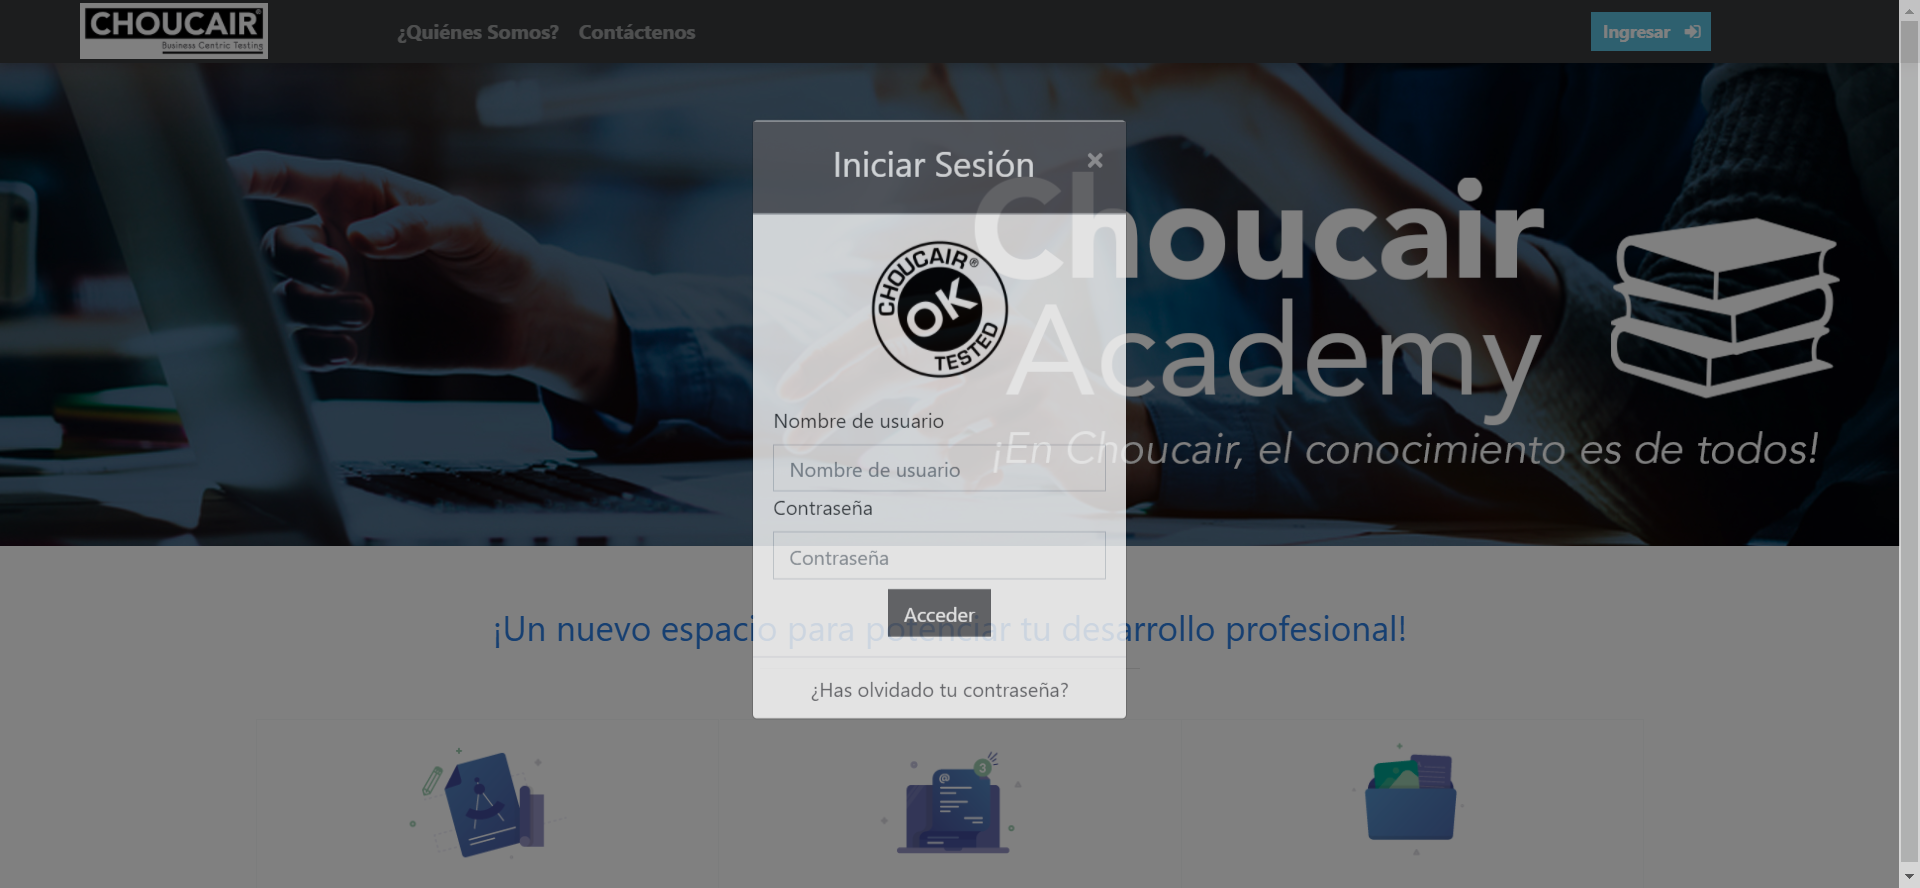 CHOUCAIR®
Business Centric Testing
¿Quiénes Somos?
Contáctenos
Ingresar
Iniciar Sesión
×
Choucair
Academy
¡En Choucair, el conocimiento es de todos!
CHOUCAIR®
OK
TESTED
Nombre de usuario
Nombre de usuario
Contraseña
Contraseña
Acceder
¡Un nuevo espacio para potenciar tu desarrollo profesional!
¿Has olvidado tu contraseña?
@
3